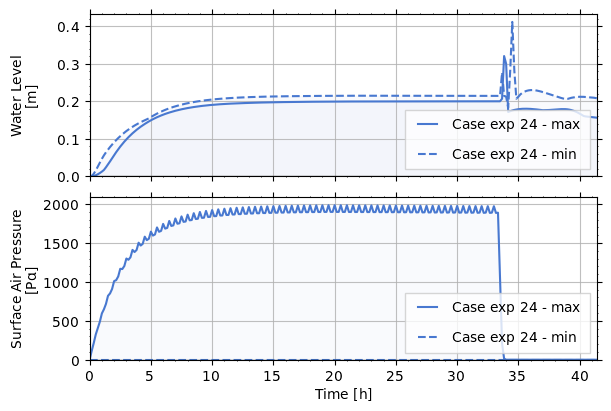 0.4
0.3
0.2
0.1
0.0
Water Level
[m]
Case exp 24 - max
Case exp 24 - min
2000
1500
1000
500
0
Surface Air Pressure
[Pa]
Case exp 24 - max
Case exp 24 - min
0 5 10 15 20 25 30 35 40
Time [h]